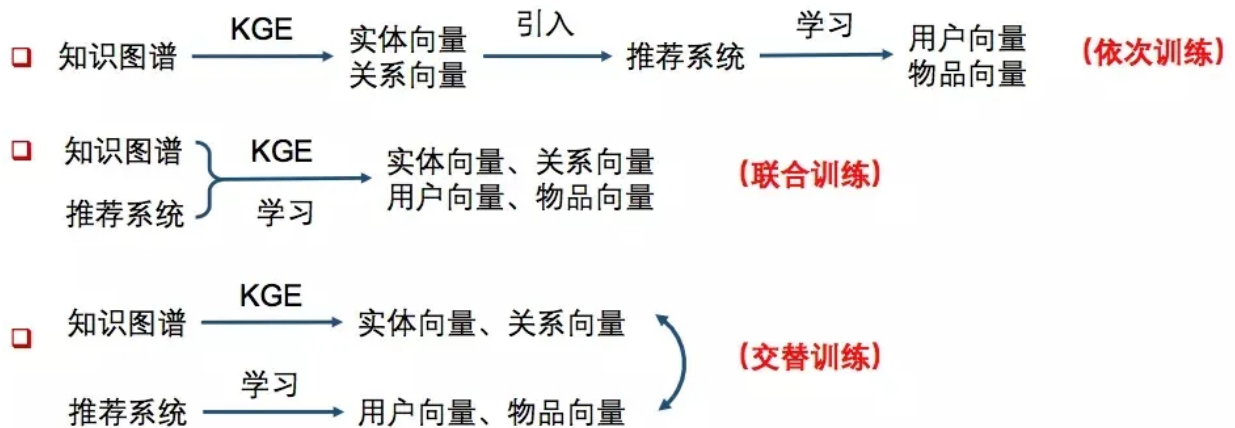 KGE
引入
学习
知识图谱
实体向量
关系向量
推荐系统
用户向量
物品向量
(依次训练)
知识图谱
推荐系统
KGE
学习
实体向量、关系向量
用户向量、物品向量
(联合训练)
知识图谱
KGE
实体向量、关系向量
推荐系统
学习
用户向量、物品向量
(交替训练)